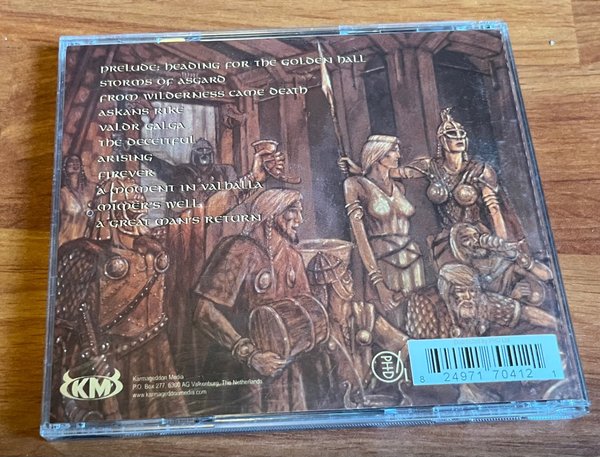 Prelude: Heading for the Golden Hall
Storms of Asgard
From Wilderness Came Death
Askans Rike
Valdr Galga
The Deceitful
Arising
Firever
A Moment in Valhalla
Mimer's Well
A Great Man's Return
KM
Karmageddon Media
P.O. Box 277, 6300 AG Valkenburg, The Netherlands
www.karmageddonmedia.com
PHD
8 24971 70412 1